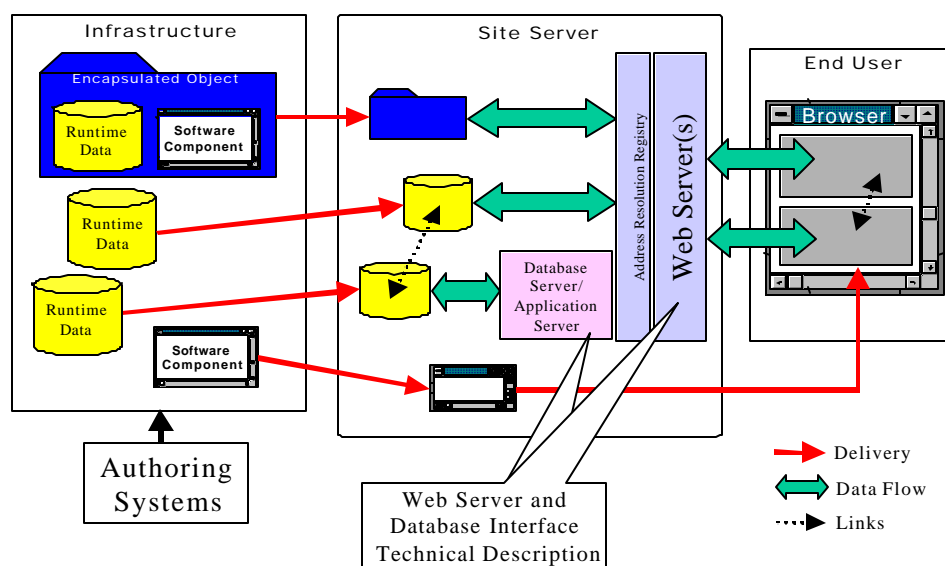 Infrastructure
Encapsulated Object
Runtime
Data
Software
Component
Runtime
Data
Runtime
Data
Software
Component
Authoring
Systems
Site Server
Database
Server/
Application
Server
Address Resolution Registry
Web Server(s)
Web Server and
Database Interface
Technical Description
End User
Browser
Delivery
Data Flow
Links